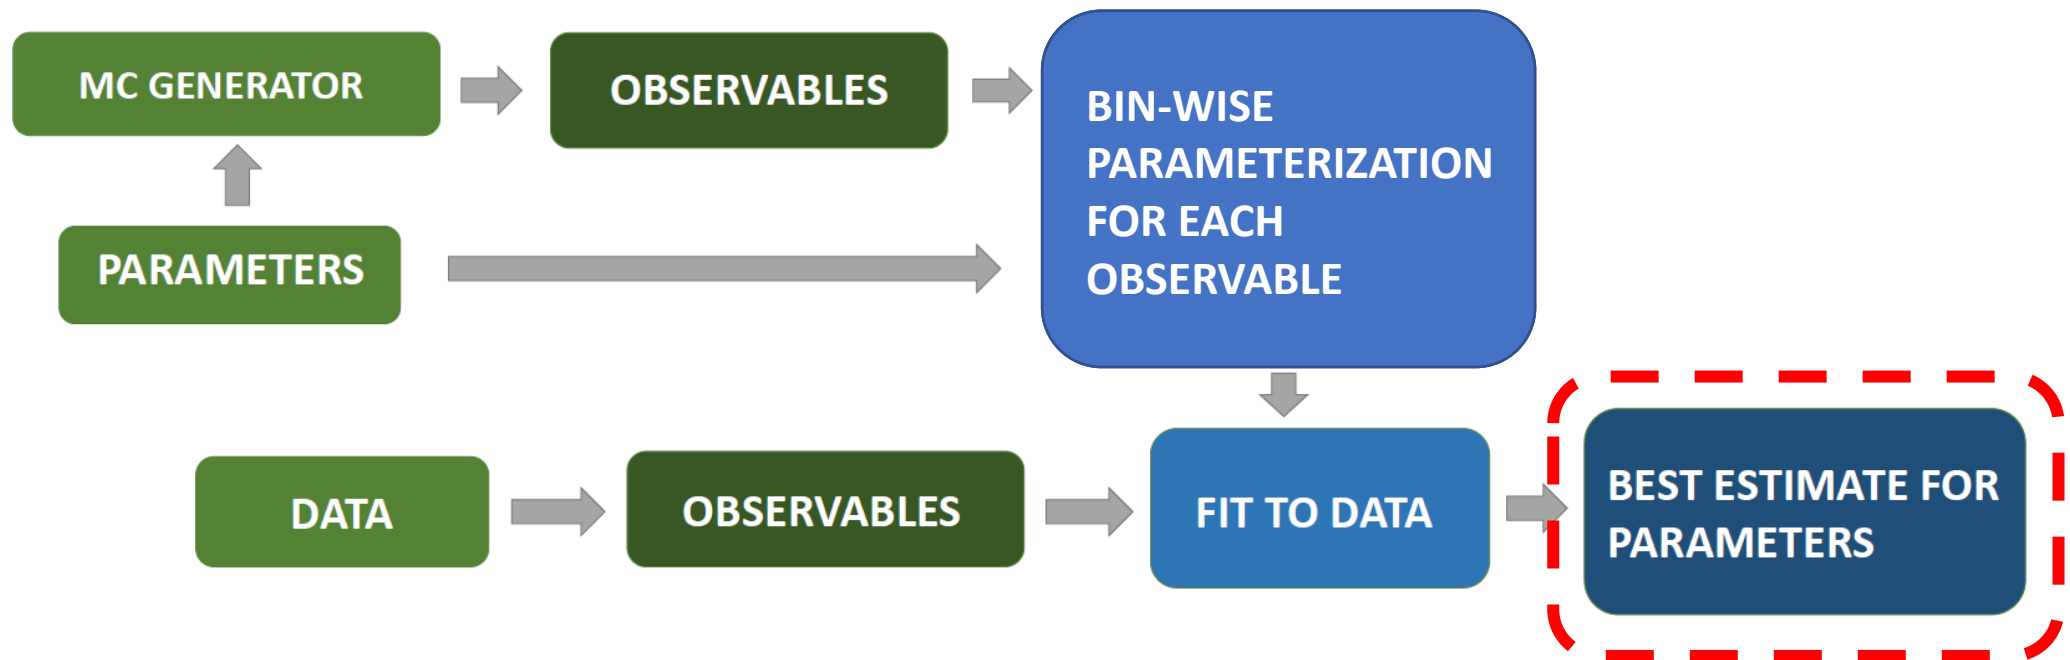 MC GENERATOR
OBSERVABLES
BIN-WISE
PARAMETERIZATION
FOR EACH
OBSERVABLE
PARAMETERS
DATA
OBSERVABLES
FIT TO DATA
BEST ESTIMATE FOR
PARAMETERS